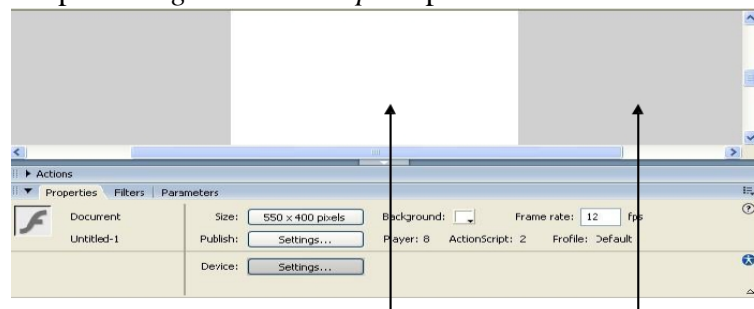 Actions
Properties Filters Parameters
Document Size: 550 x 400 pixels Background: Frame rate: 12 fps
Untitled-1 Publish: Settings... Player: 8 ActionScript: 2 Profile: Default
Device: Settings...